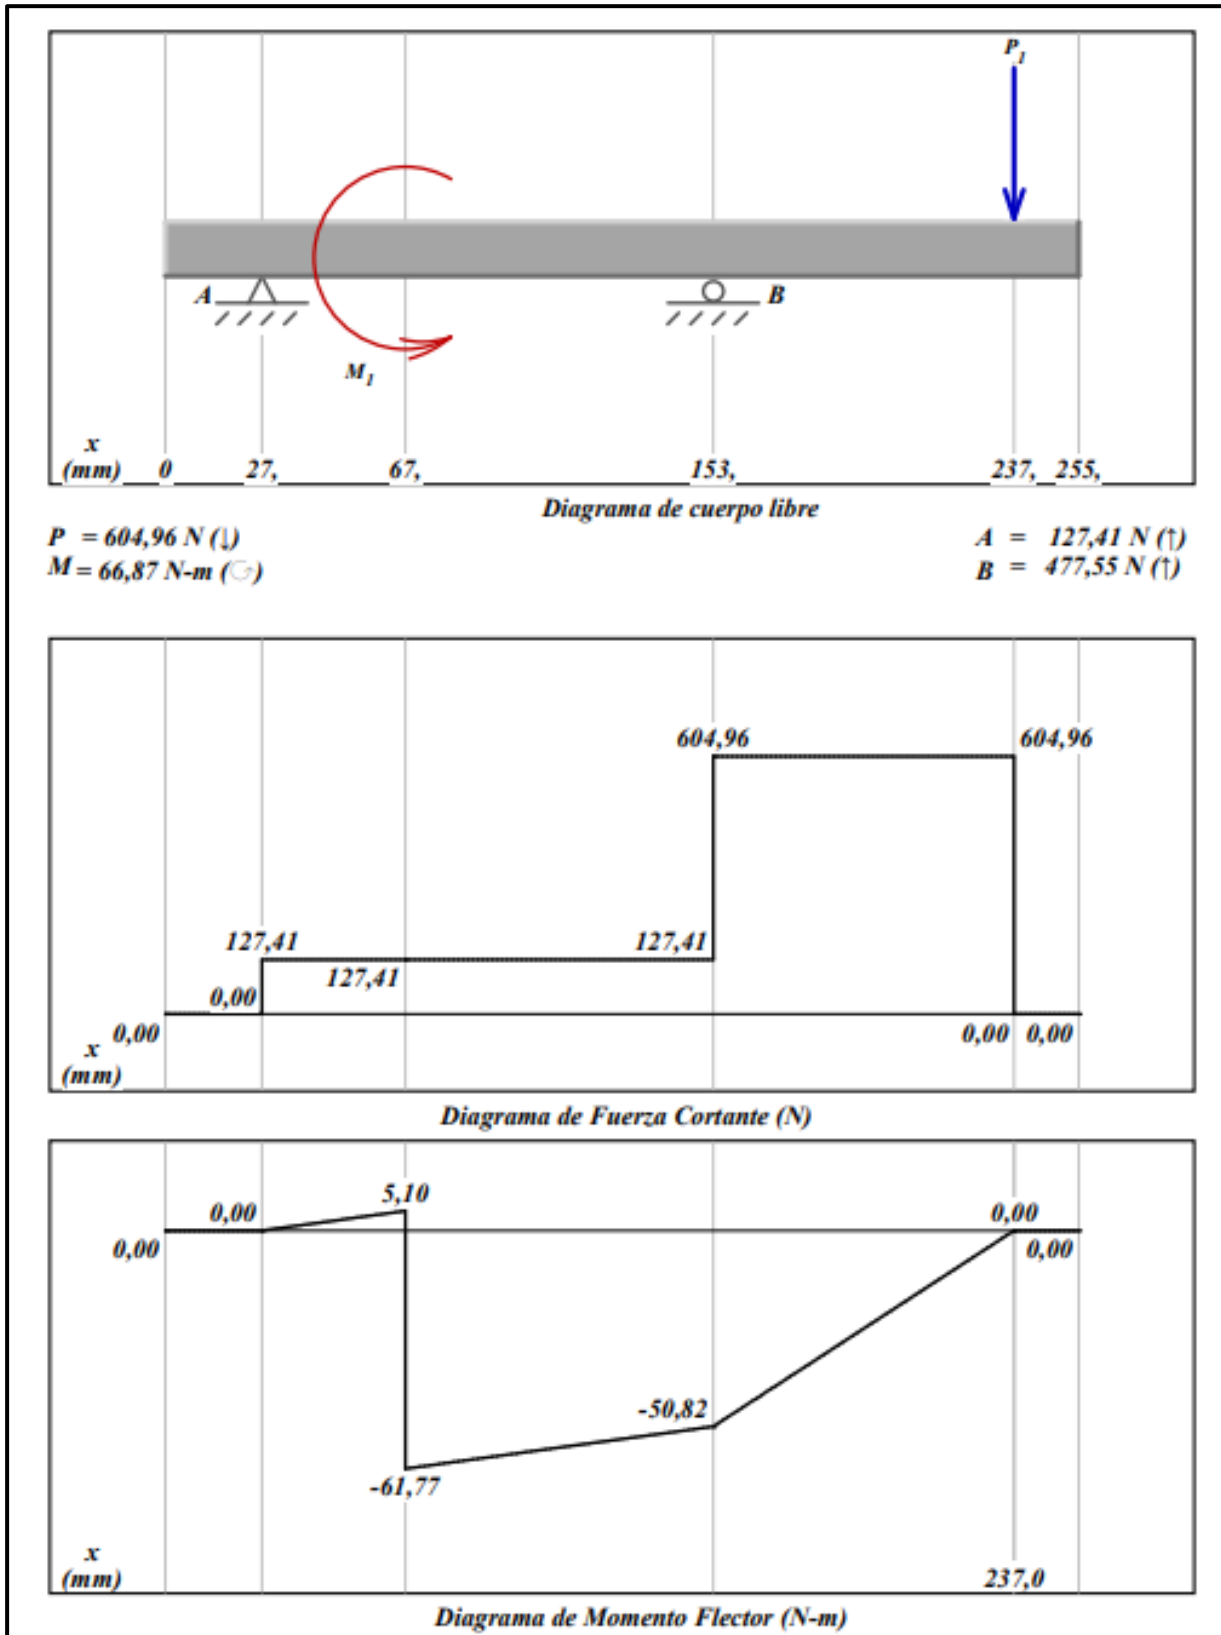 P1
A
B
M1
x
(mm) 0 27, 67, 153, 237, 255,
Diagrama de cuerpo libre
P = 604,96 N (↓)
A = 127,41 N (↑)
M = 66,87 N-m (↺)
B = 477,55 N (↑)
604,96 604,96
127,41 127,41
127,41
0,00
0,00 0,00 0,00
x
(mm)
Diagrama de Fuerza Cortante (N)
5,10
0,00 0,00
0,00 0,00
-50,82
-61,77
x
(mm) 237,0
Diagrama de Momento Flector (N-m)